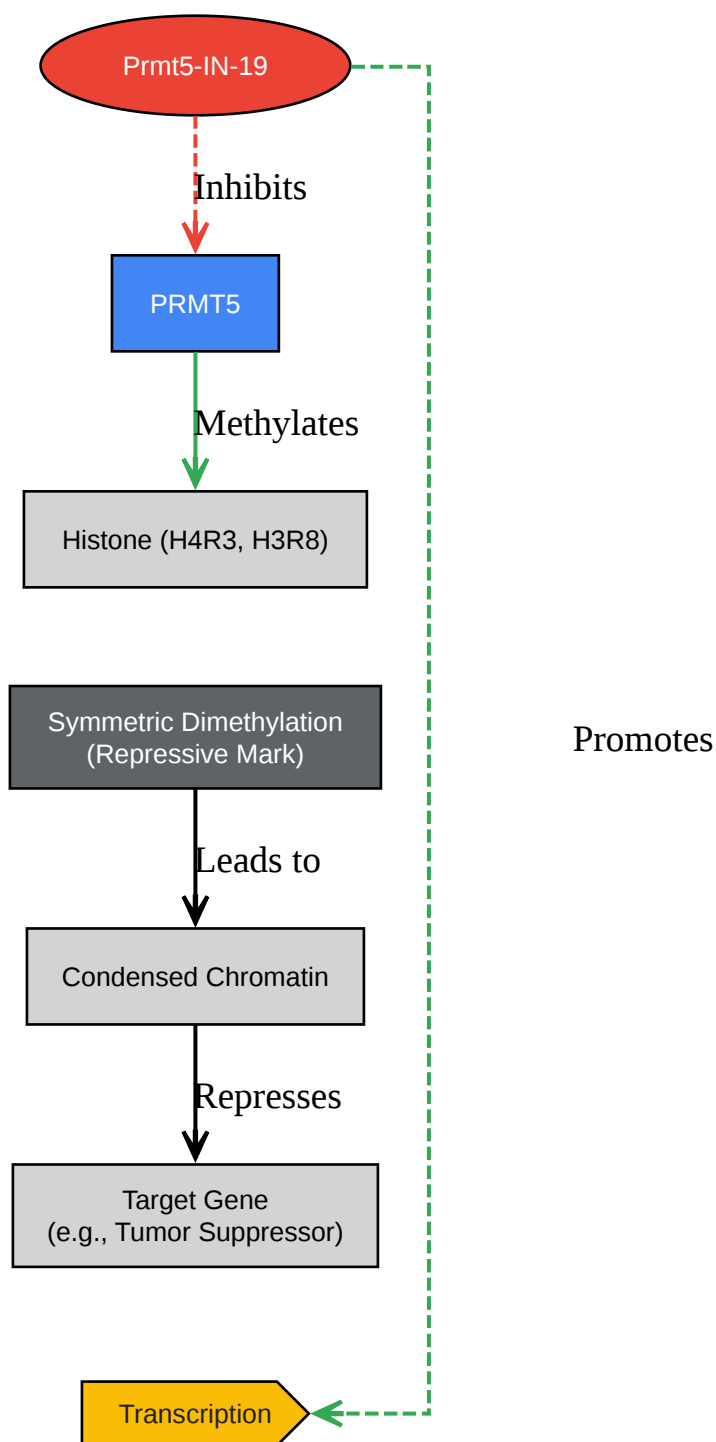 Prmt5-IN-19
Inhibits
PRMT5
Methylates
Histone (H4R3, H3R8)
Symmetric Dimethylation
(Repressive Mark)
Promotes
Leads to
Condensed Chromatin
Represses
Target Gene
(e.g., Tumor Suppressor)
Transcription